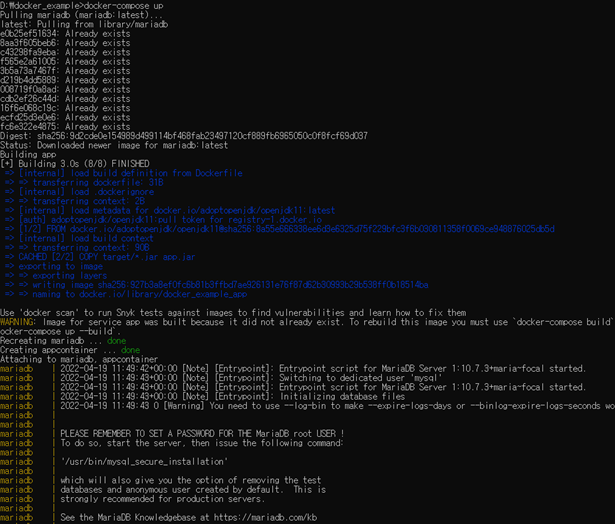 D:\docker_example>docker-compose up
Pulling mariadb (mariadb:latest)...
latest: Pulling from library/mariadb
e0b25ef51634: Already exists
8aa3f605beb6: Already exists
c43298fa9eba: Already exists
f565e2a61005: Already exists
3b5a73a7467f: Already exists
d219b4dd5889: Already exists
008719f0a8ad: Already exists
cdb2ef26c44d: Already exists
16f6e068c19c: Already exists
ecfd25d3e0e6: Already exists
fc6e322e4875: Already exists
Digest: sha256:9d2cde0e154989d499114bf468fab23497120cf889fb6965050c0f8fcf69d037
Status: Downloaded newer image for mariadb:latest
Building app
[+] Building 3.0s (8/8) FINISHED
=> [internal] load build definition from Dockerfile
=> => transferring dockerfile: 31B
=> [internal] load .dockerignore
=> => transferring context: 2B
=> [internal] load metadata for docker.io/adoptopenjdk/openjdk11:latest
=> [auth] adoptopenjdk/openjdk11:pull token for registry-1.docker.io
=> [1/2] FROM docker.io/adoptopenjdk/openjdk11
=> [internal] load build context
=> => transferring context: 90B
=> CACHED [2/2] COPY target/*.jar app.jar
=> exporting to image
=> => exporting layers
=> => writing image
=> => naming to docker.io/library/docker_example_app
Use 'docker scan' to run Snyk tests against images to find vulnerabilities and learn how to fix them
WARNING: Image for service app was built because it did not already exist. To rebuild this image you must use `docker-compose build`
ocker-compose up --build`.
Recreating mariadb ... done
Creating appcontainer ... done
Attaching to mariadb, appcontainer
mariadb | 2022-04-19 11:49:42+00:00 [Note] [Entrypoint]: Entrypoint script for MariaDB Server 1:10.7.3+maria~focal started.
mariadb | 2022-04-19 11:49:43+00:00 [Note] [Entrypoint]: Switching to dedicated user 'mysql'
mariadb | 2022-04-19 11:49:43+00:00 [Note] [Entrypoint]: Entrypoint script for MariaDB Server 1:10.7.3+maria~focal started.
mariadb | 2022-04-19 11:49:43+00:00 [Note] [Entrypoint]: Initializing database files
mariadb | 2022-04-19 11:49:43 0 [Warning] You need to use --log-bin to make --expire-logs-days or --binlog-expire-logs-seconds wo
mariadb |
mariadb |
mariadb | PLEASE REMEMBER TO SET A PASSWORD FOR THE MariaDB root USER !
mariadb | To do so, start the server, then issue the following command:
mariadb |
mariadb | '/usr/bin/mysql_secure_installation'
mariadb |
mariadb | which will also give you the option of removing the test
mariadb | databases and anonymous user created by default. This is
mariadb | strongly recommended for production servers.
mariadb |
mariadb | See the MariaDB Knowledgebase at https://mariadb.com/kb